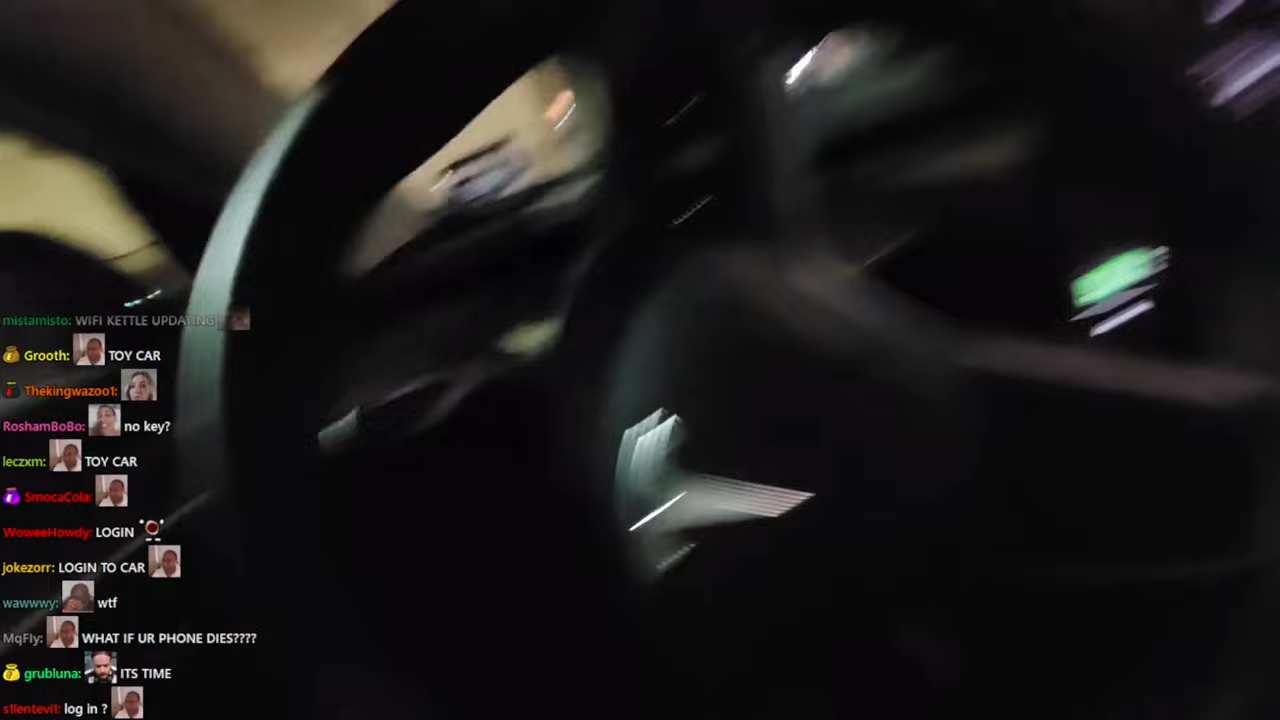 mistamisto: WIFI KETTLE UPDATING
Grooth: TOY CAR
Thekingwazoo1:
RoshamBoBo: no key?
leczxm: TOY CAR
SmocaCola:
WoweeHowdy: LOGIN
jokezorr: LOGIN TO CAR
wawwwy: wtf
MqFly: WHAT IF UR PHONE DIES????
grubluna: ITS TIME
st1entev1t: log in ?